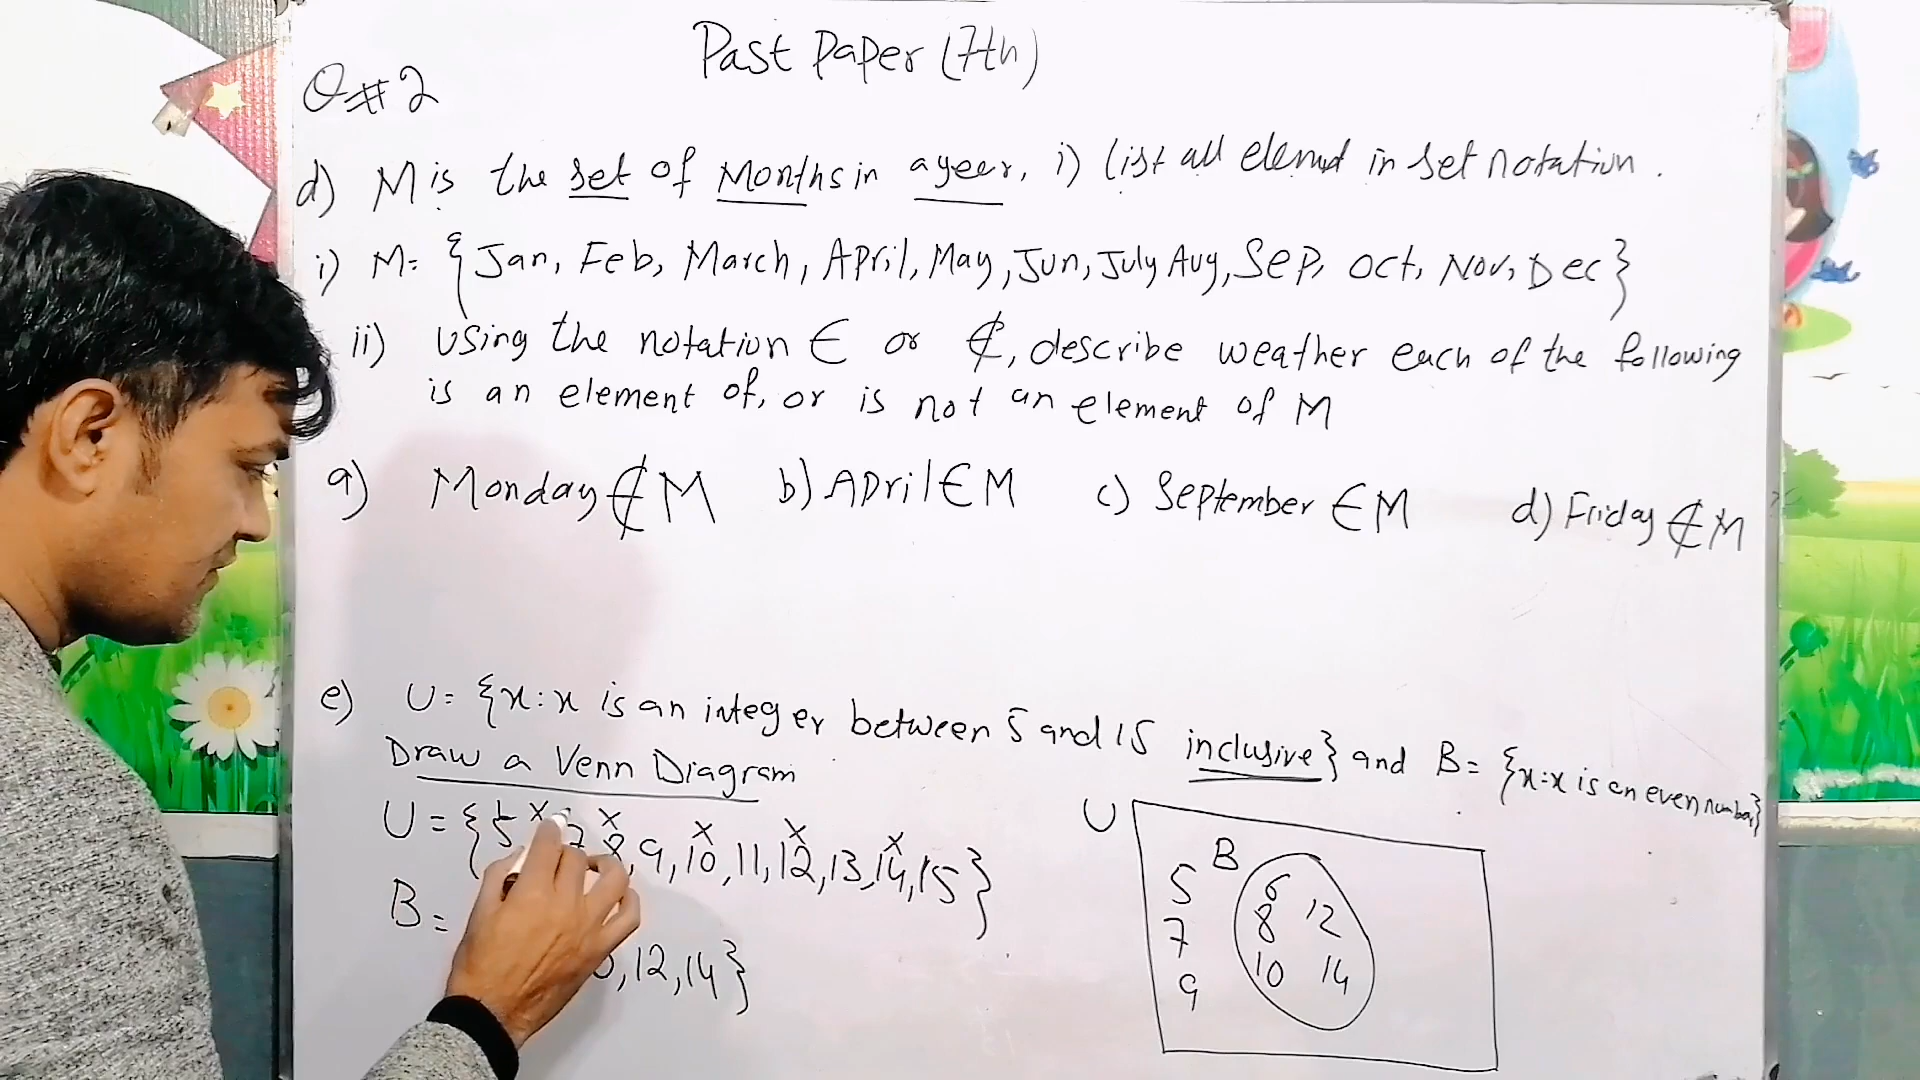 Past Paper (7th)
Q#2
d) M is the set of Months in a year, i) list all elemnd in set notation.
i) M= {Jan, Feb, March, April, May, Jun, July Aug, Sep, Oct, Nov, Dec}
ii) Using the notation ∈ or ∉, describe weather each of the following
is an element of, or is not an element of M
a) Monday ∉ M b) April ∈ M c) September ∈ M d) Friday ∉ M
e) U= {x:x is an integer between 5 and 15 inclusive} and B= {x:x is an even number}
Draw a Venn Diagram
U = {5 7 8, 9, 10, 11, 12, 13, 14, 15}
B =
, 12, 14}
U
B
5 6
7 8 12
9 10 14